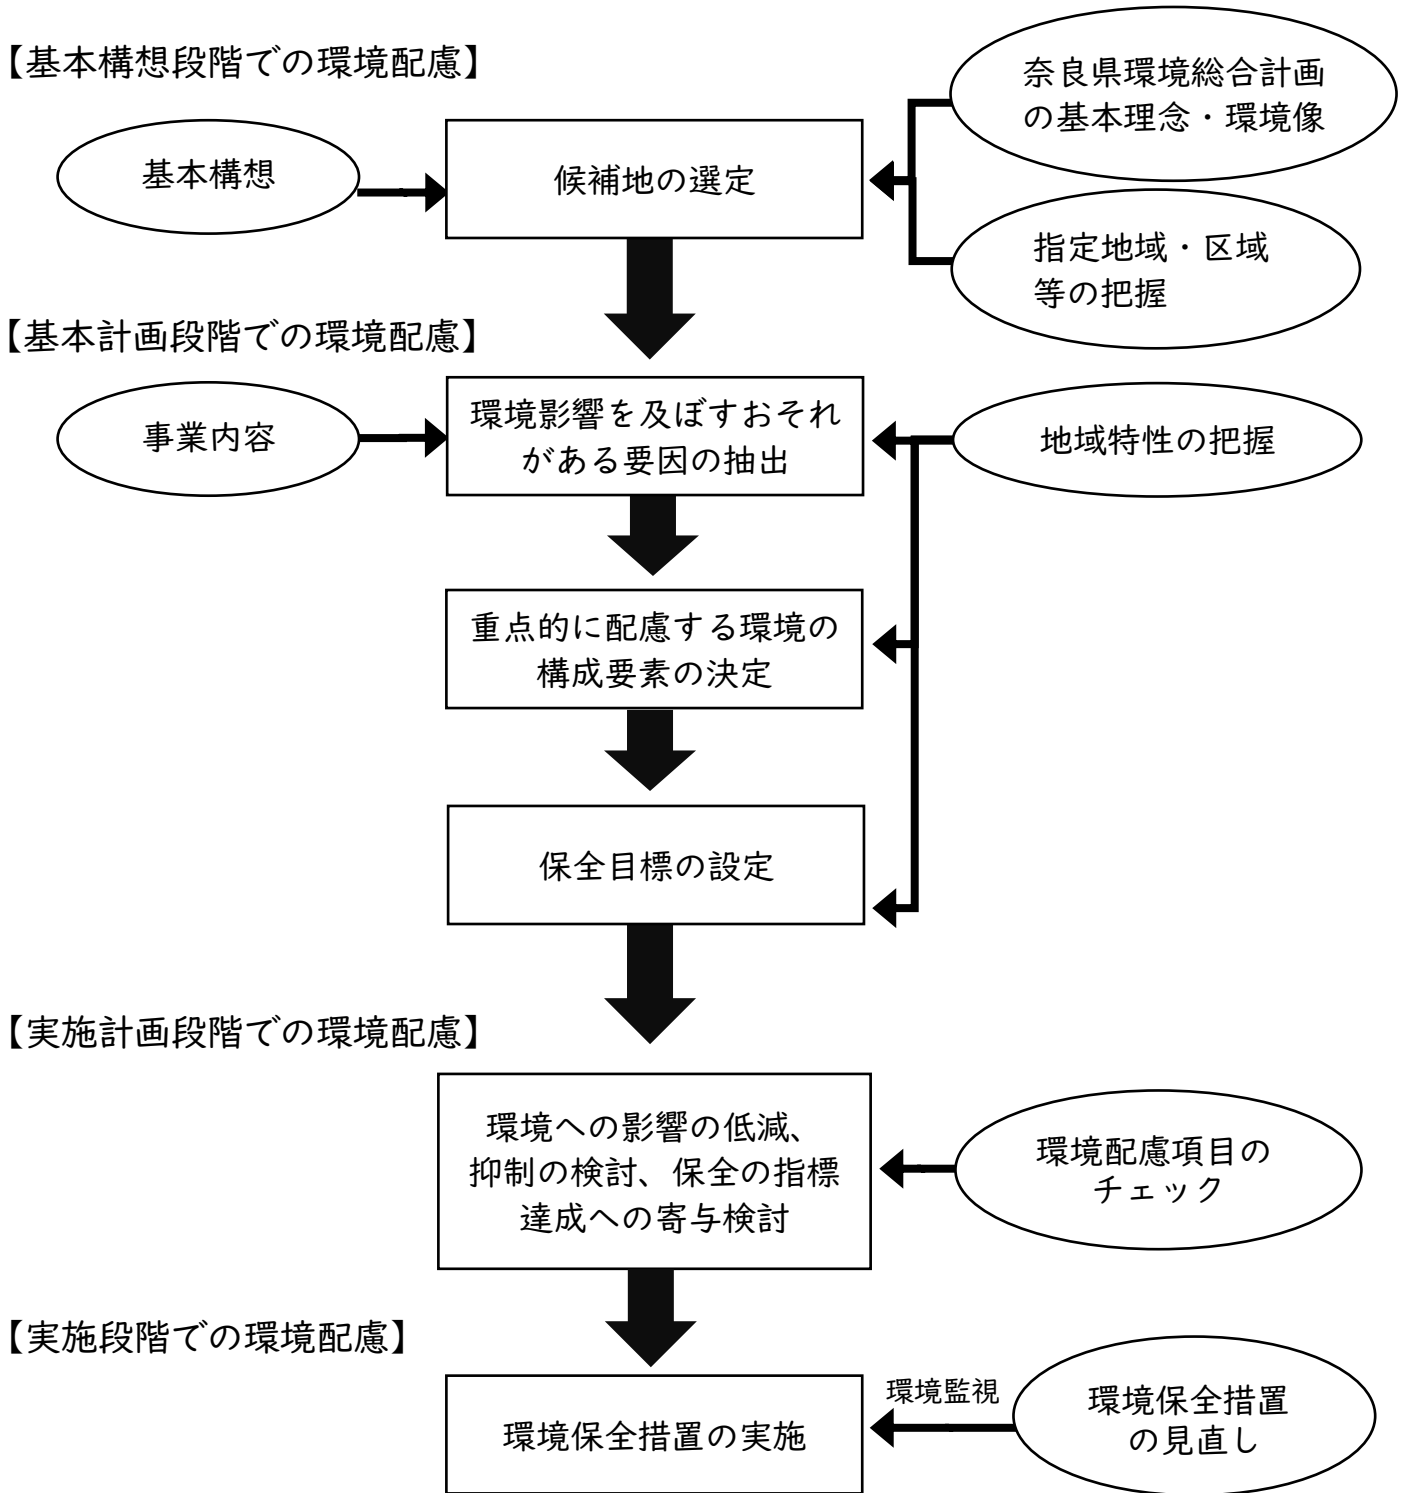 【基本構想段階での環境配慮】
奈良県環境総合計画
の基本理念・環境像
基本構想
候補地の選定
指定地域・区域
等の把握
【基本計画段階での環境配慮】
事業内容
環境影響を及ぼすおそれ
がある要因の抽出
地域特性の把握
重点的に配慮する環境の
構成要素の決定
保全目標の設定
【実施計画段階での環境配慮】
環境への影響の低減、
抑制の検討、保全の指標
達成への寄与検討
環境配慮項目の
チェック
【実施段階での環境配慮】
環境保全措置の実施
環境監視
環境保全措置
の見直し